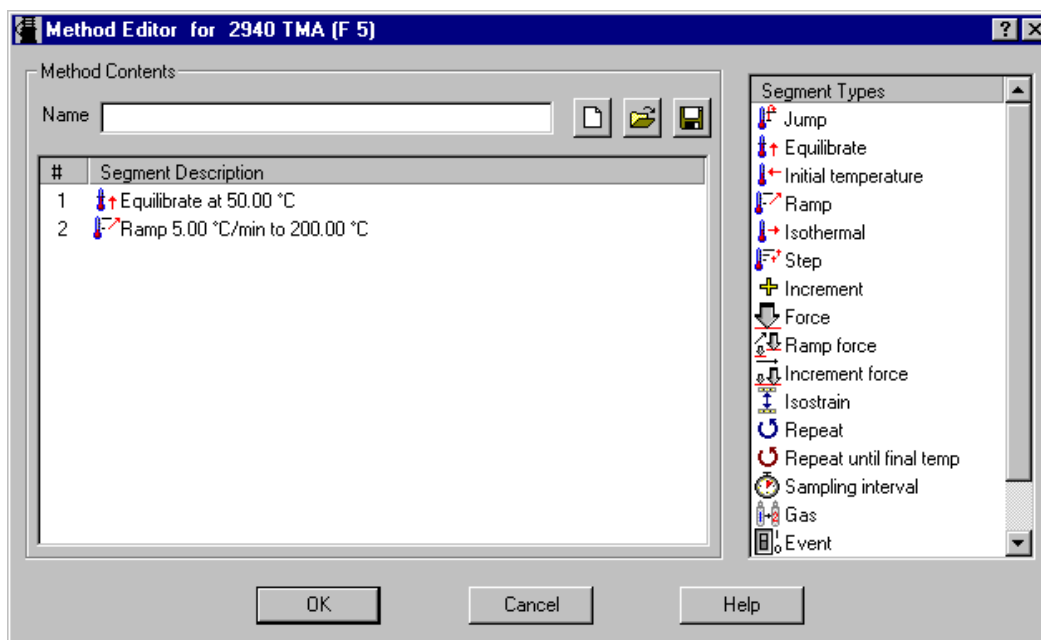 Method Editor for 2940 TMA (F 5)
Method Contents
Name
# Segment Description
1 Equilibrate at 50.00 °C
2 Ramp 5.00 °C/min to 200.00 °C
Segment Types
Jump
Equilibrate
Initial temperature
Ramp
Isothermal
Step
Increment
Force
Ramp force
Increment force
Isostrain
Repeat
Repeat until final temp
Sampling interval
Gas
Event
OK Cancel Help